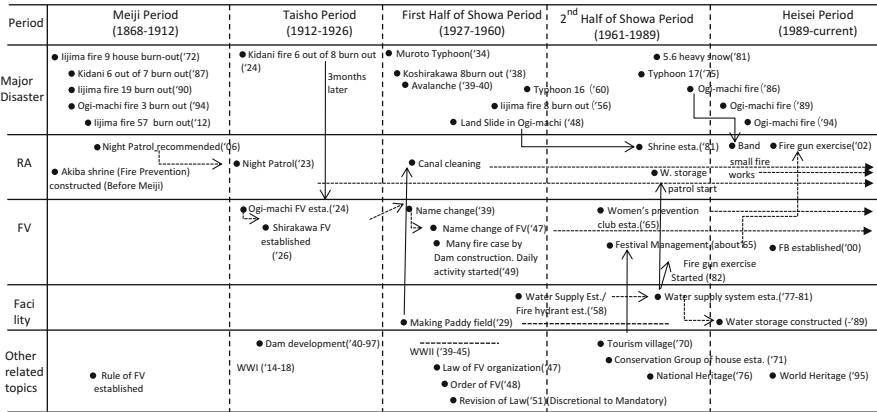 Period
Meiji Period
(1868-1912)
Taisho Period
(1912-1926)
First Half of Showa Period
(1927-1960)
2nd Half of Showa Period
(1961-1989)
Heisei Period
(1989-current)
Major
Disaster
Iijima fire 9 house burn-out('72)
Kidani 6 out of 7 burn out('87)
Iijima fire 19 burn out('90)
Ogi-machi fire 3 burn out('94)
Iijima fire 57 burn out('12)
Kidani fire 6 out of 8 burn out
('24)
3months
later
Muroto Typhoon('34)
Koshirakawa 8burn out ('38)
Avalanche ('39-40)
Typhoon 16 ('60)
Iijima fire 8 burn out ('56)
Land Slide in Ogi-machi ('48)
5.6 heavy snow('81)
Typhoon 17('75)
Ogi-machi fire('86)
Ogi-machi fire ('89)
Ogi-machi fire ('94)
RA
Night Patrol recommended('06)
Akiba shrine (Fire Prevention)
constructed (Before Meiji)
Night Patrol('23)
Canal cleaning
Shrine esta.('81)
W. storage
patrol start
Band
small fire
works
Fire gun exercise('02)
FV
Ogi-machi FV esta.('24)
Shirakawa FV
established
('26)
Name change('39)
Name change of FV('47)
Many fire case by
Dam construction. Daily
activity started('49)
Women's prevention
club esta.('65)
Festival Management (about'65)
Fire gun exercise
Started ('82)
FB established('00)
Faci
lity
Water Supply Est./
Fire hydrant est.('58)
Making Paddy field('29)
Water supply system esta.('77-81)
Water storage constructed (-'89)
Other
related
topics
Rule of FV
established
Dam development('40-97)
WWI ('14-18)
WWII ('39-45)
Law of FV organization('47)
Order of FV('48)
Revision of Law('51)(Discretional to Mandatory)
Tourism village('70)
Conservation Group of house esta. ('71)
National Heritage('76)
World Heritage ('95)